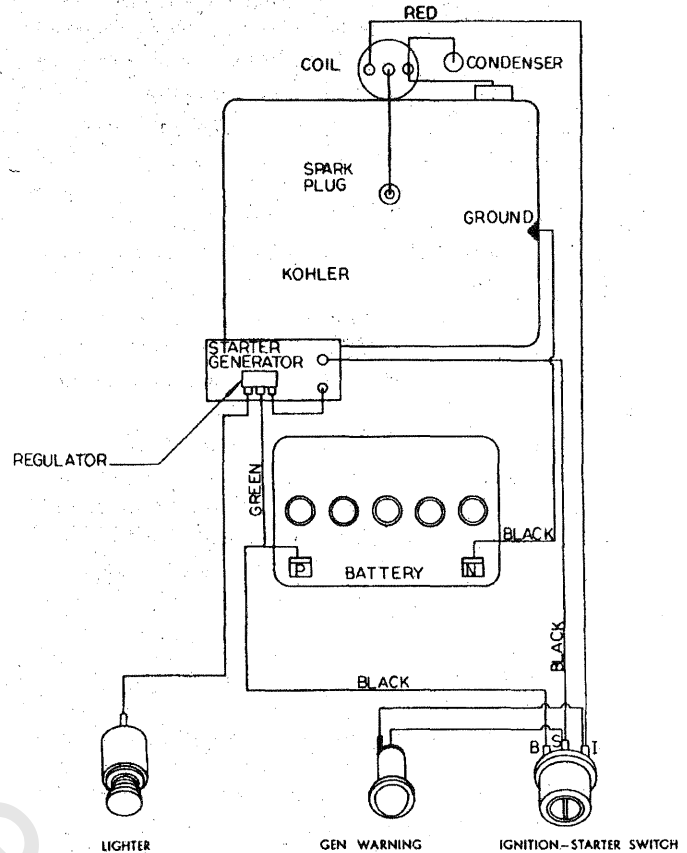 RED
COIL
CONDENSER
SPARK
PLUG
GROUND
KOHLER
STARTER
GENERATOR
REGULATOR
GREEN
BLACK
P
BATTERY
N
BLACK
BLACK
B
S
I
LIGHTER
GEN WARNING
IGNITION-STARTER SWITCH